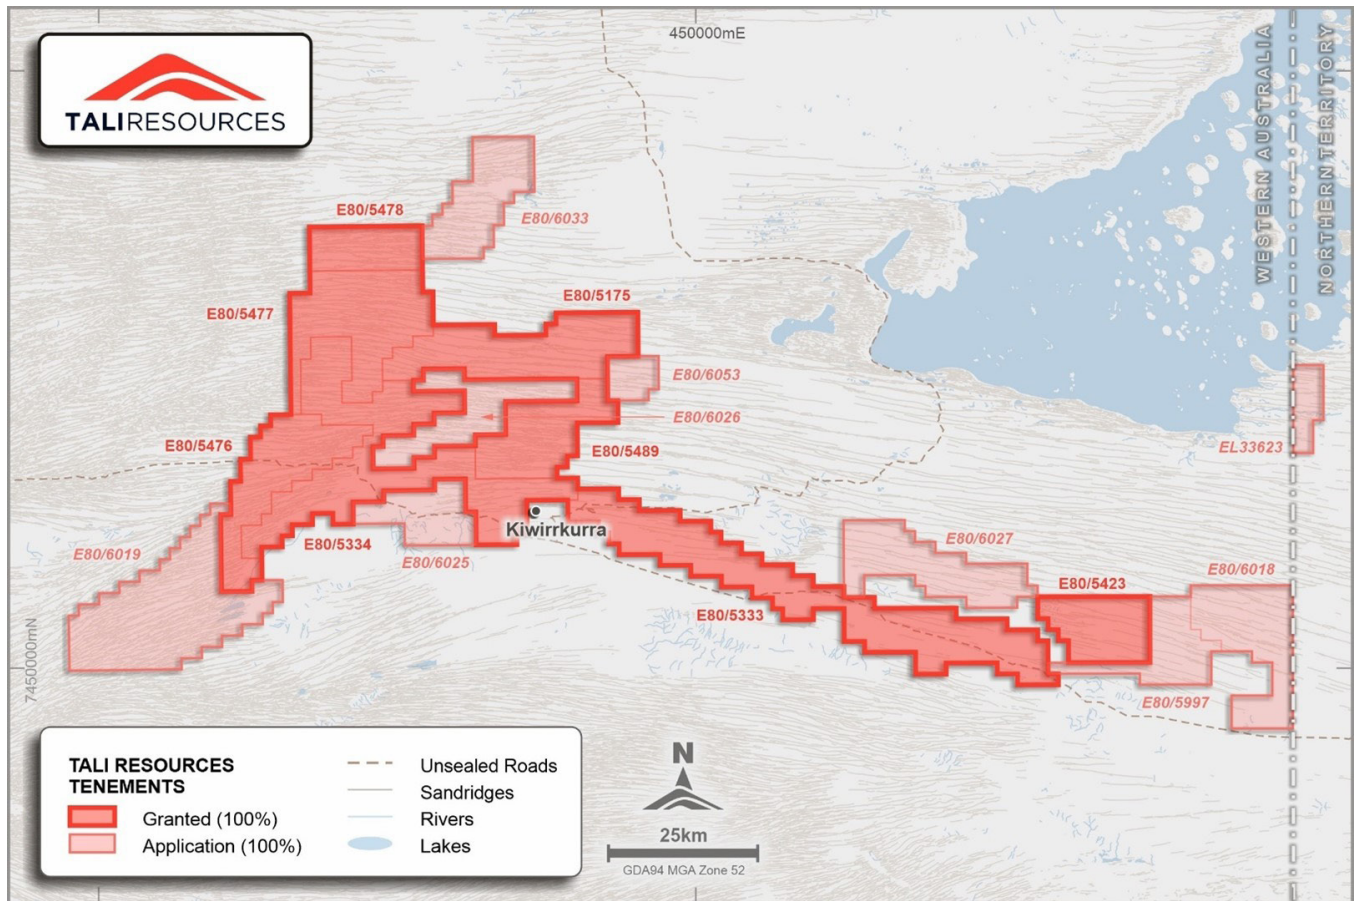 450000mE
TALIRESOURCES
WESTERN AUSTRALIA
NORTHERN TERRITORY
E80/5478
E80/6033
E80/5477
E80/5175
E80/6053
E80/6026
E80/5476
E80/5489
EL33623
Kiwirrkurra
E80/5334
E80/6019
E80/6025
E80/6027
E80/6018
E80/5423
E80/5333
E80/5997
7450000mN
TALI RESOURCES
TENEMENTS
Granted (100%)
Application (100%)
Unsealed Roads
Sandridges
Rivers
Lakes
N
25km
GDA94 MGA Zone 52